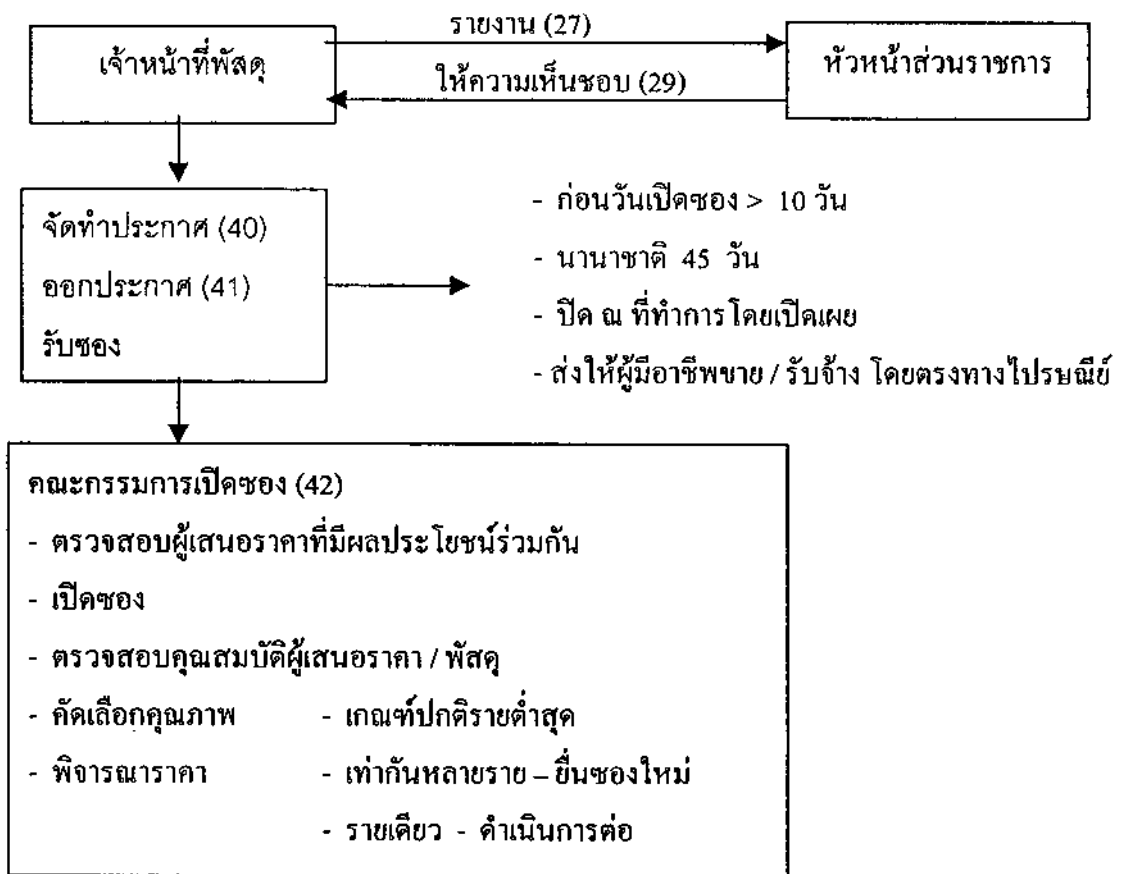 รายงาน (27)
เจ้าหน้าที่พัสดุ
หัวหน้าส่วนราชการ
ให้ความเห็นชอบ (29)
จัดทำประกาศ (40)
ออกประกาศ (41)
รับซอง
- ก่อนวันเปิดซอง > 10 วัน
- นานาชาติ 45 วัน
- ปิด ณ ที่ทำการโดยเปิดเผย
- ส่งให้ผู้มีอาชีพขาย / รับจ้าง โดยตรงทางไปรษณีย์
คณะกรรมการเปิดซอง (42)
- ตรวจสอบผู้เสนอราคาที่มีผลประโยชน์ร่วมกัน
- เปิดซอง
- ตรวจสอบคุณสมบัติผู้เสนอราคา / พัสดุ
- คัดเลือกคุณภาพ - เกณฑ์ปกติรายต่ำสุด
- พิจารณาราคา - เท่ากันหลายราย – ยื่นซองใหม่
- รายเดียว - ดำเนินการต่อ